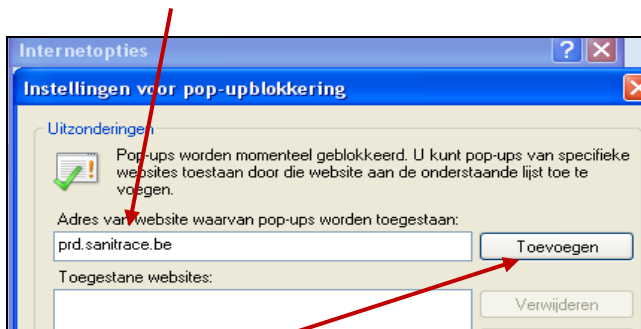 Internetopties
Instellingen voor pop-upblokkering
Uitzonderingen
Pop-ups worden momenteel geblokkeerd. U kunt pop-ups van specifieke
websites toestaan door die website aan de onderstaande lijst toe te
voegen.
Adres van website waarvan pop-ups worden toegestaan:
prd.sanitrace.be
Toevoegen
Toegestane websites:
Verwijderen